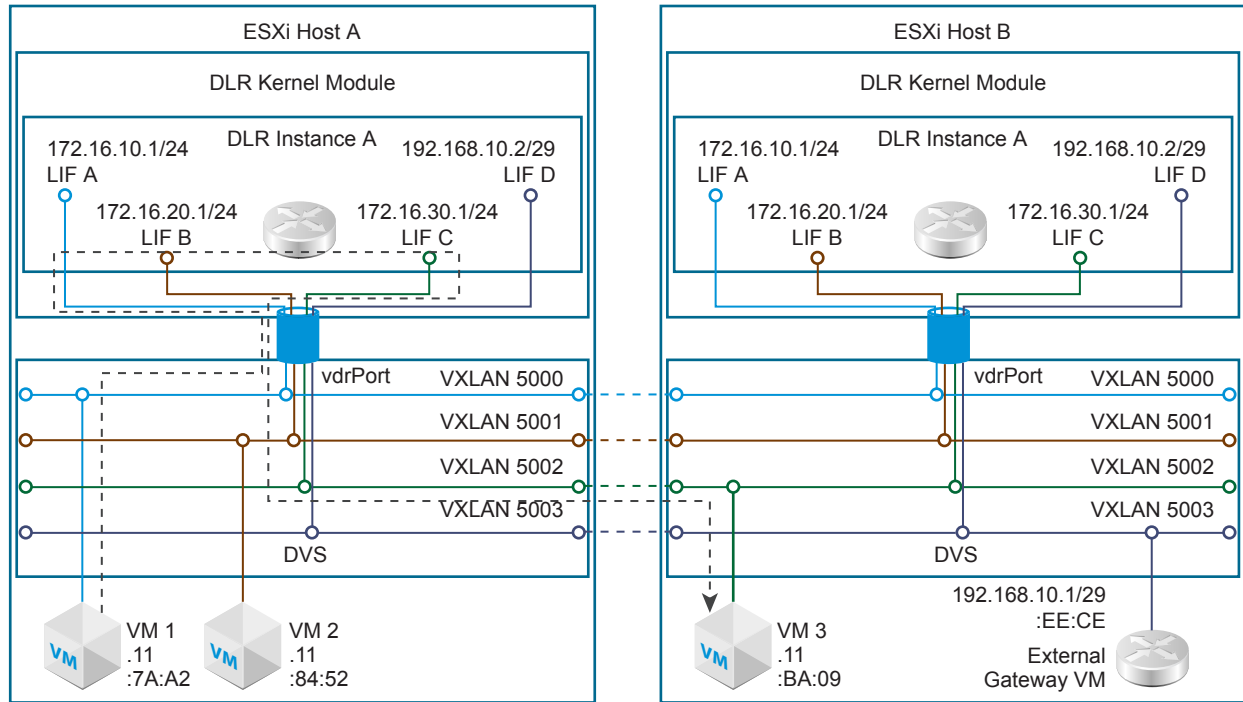 ESXi Host A
DLR Kernel Module
DLR Instance A
172.16.10.1/24
LIF A
192.168.10.2/29
LIF D
172.16.20.1/24
LIF B
172.16.30.1/24
LIF C
vdrPort
VXLAN 5000
VXLAN 5001
VXLAN 5002
VXLAN 5003
DVS
VM
VM 1
.11
:7A:A2
VM
VM 2
.11
:84:52
ESXi Host B
DLR Kernel Module
DLR Instance A
172.16.10.1/24
LIF A
192.168.10.2/29
LIF D
172.16.20.1/24
LIF B
172.16.30.1/24
LIF C
vdrPort
VXLAN 5000
VXLAN 5001
VXLAN 5002
VXLAN 5003
DVS
VM
VM 3
.11
:BA:09
192.168.10.1/29
:EE:CE
External
Gateway VM